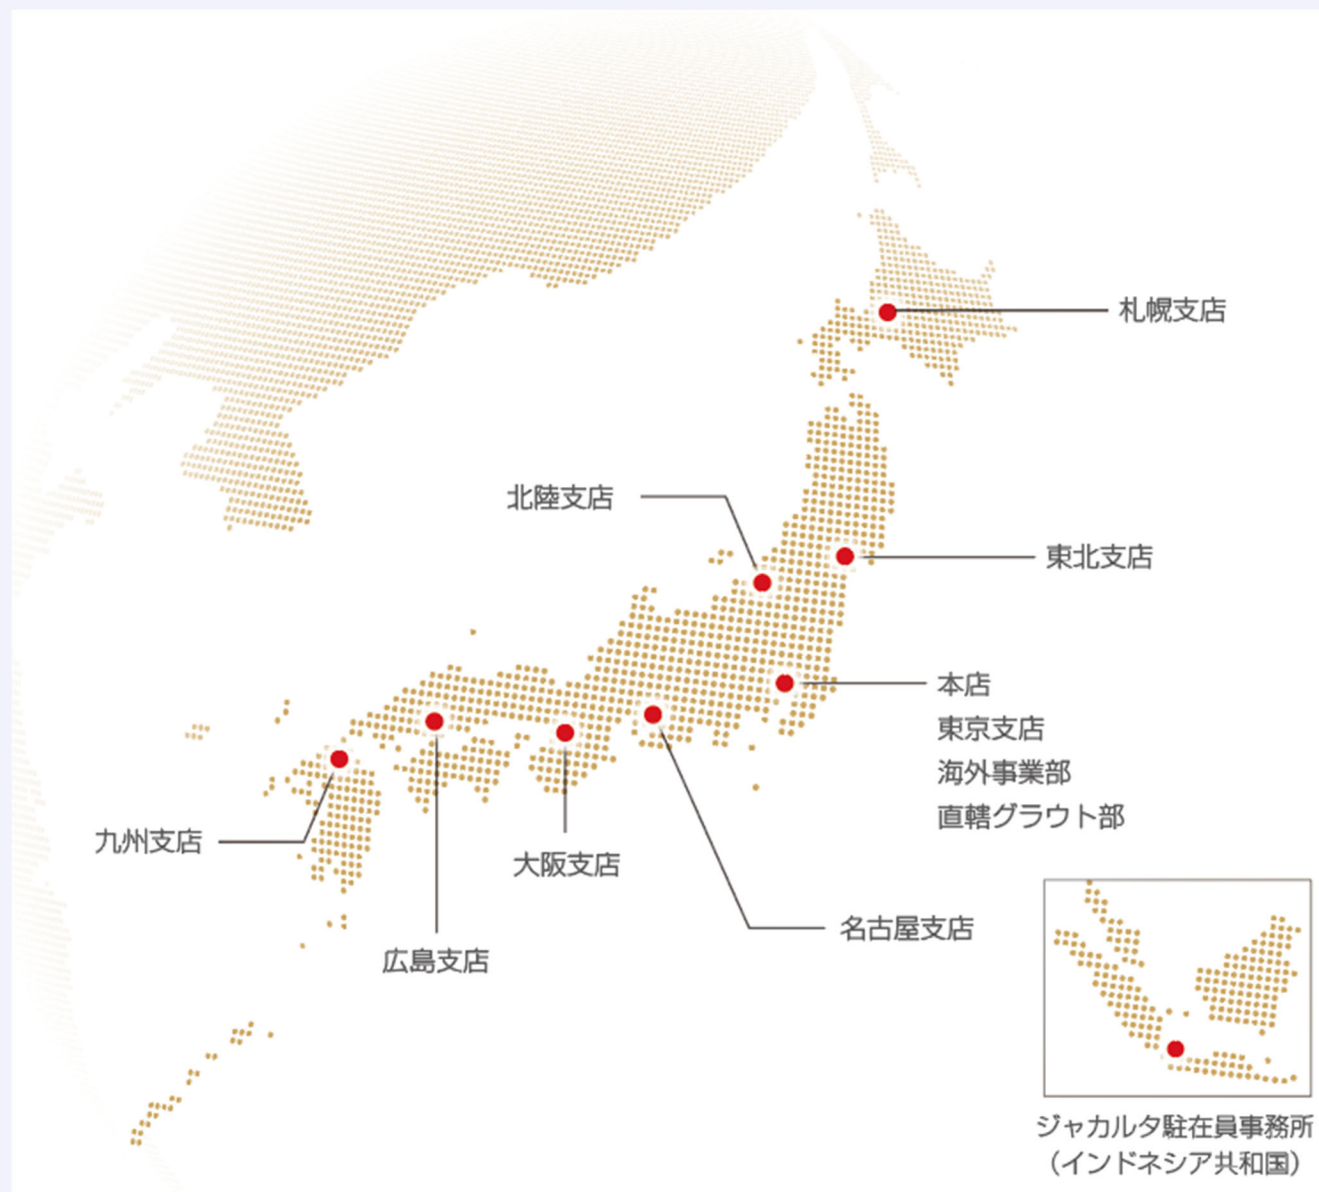 札幌支店
北陸支店
東北支店
本店
東京支店
海外事業部
直轄グラウト部
九州支店
大阪支店
名古屋支店
広島支店
ジャカルタ駐在員事務所
（インドネシア共和国）